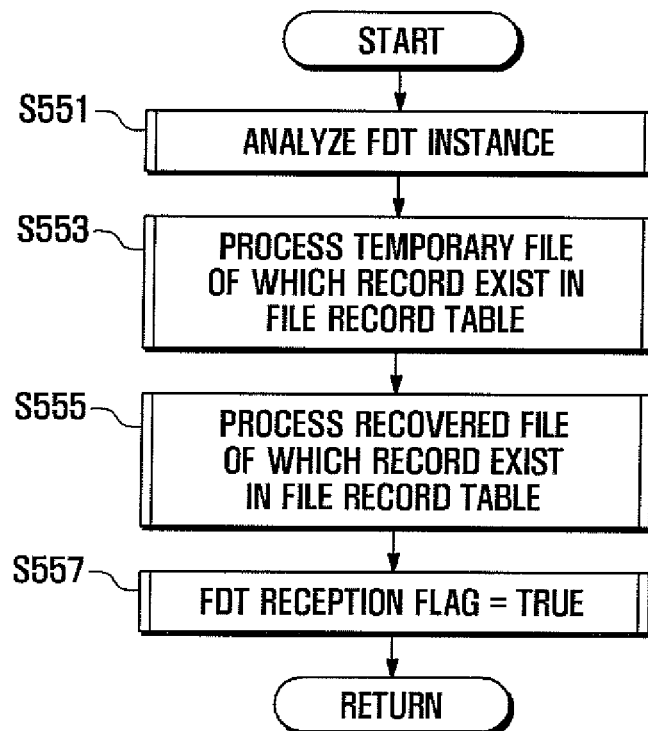 START
S551
ANALYZE FDT INSTANCE
S553
PROCESS TEMPORARY FILE
OF WHICH RECORD EXIST IN
FILE RECORD TABLE
S555
PROCESS RECOVERED FILE
OF WHICH RECORD EXIST
IN FILE RECORD TABLE
S557
FDT RECEPTION FLAG = TRUE
RETURN